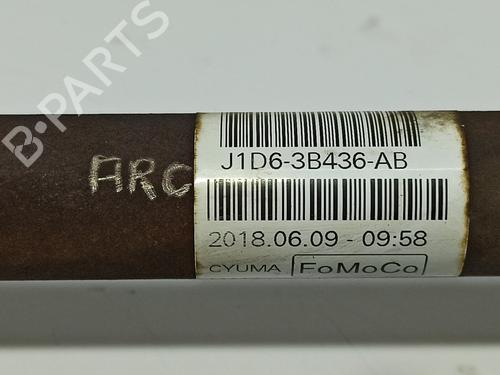 B-PARTS
ARC
J1D6-3B436-AB
2018.06.09 - 09:58
CYUMA FoMoCo